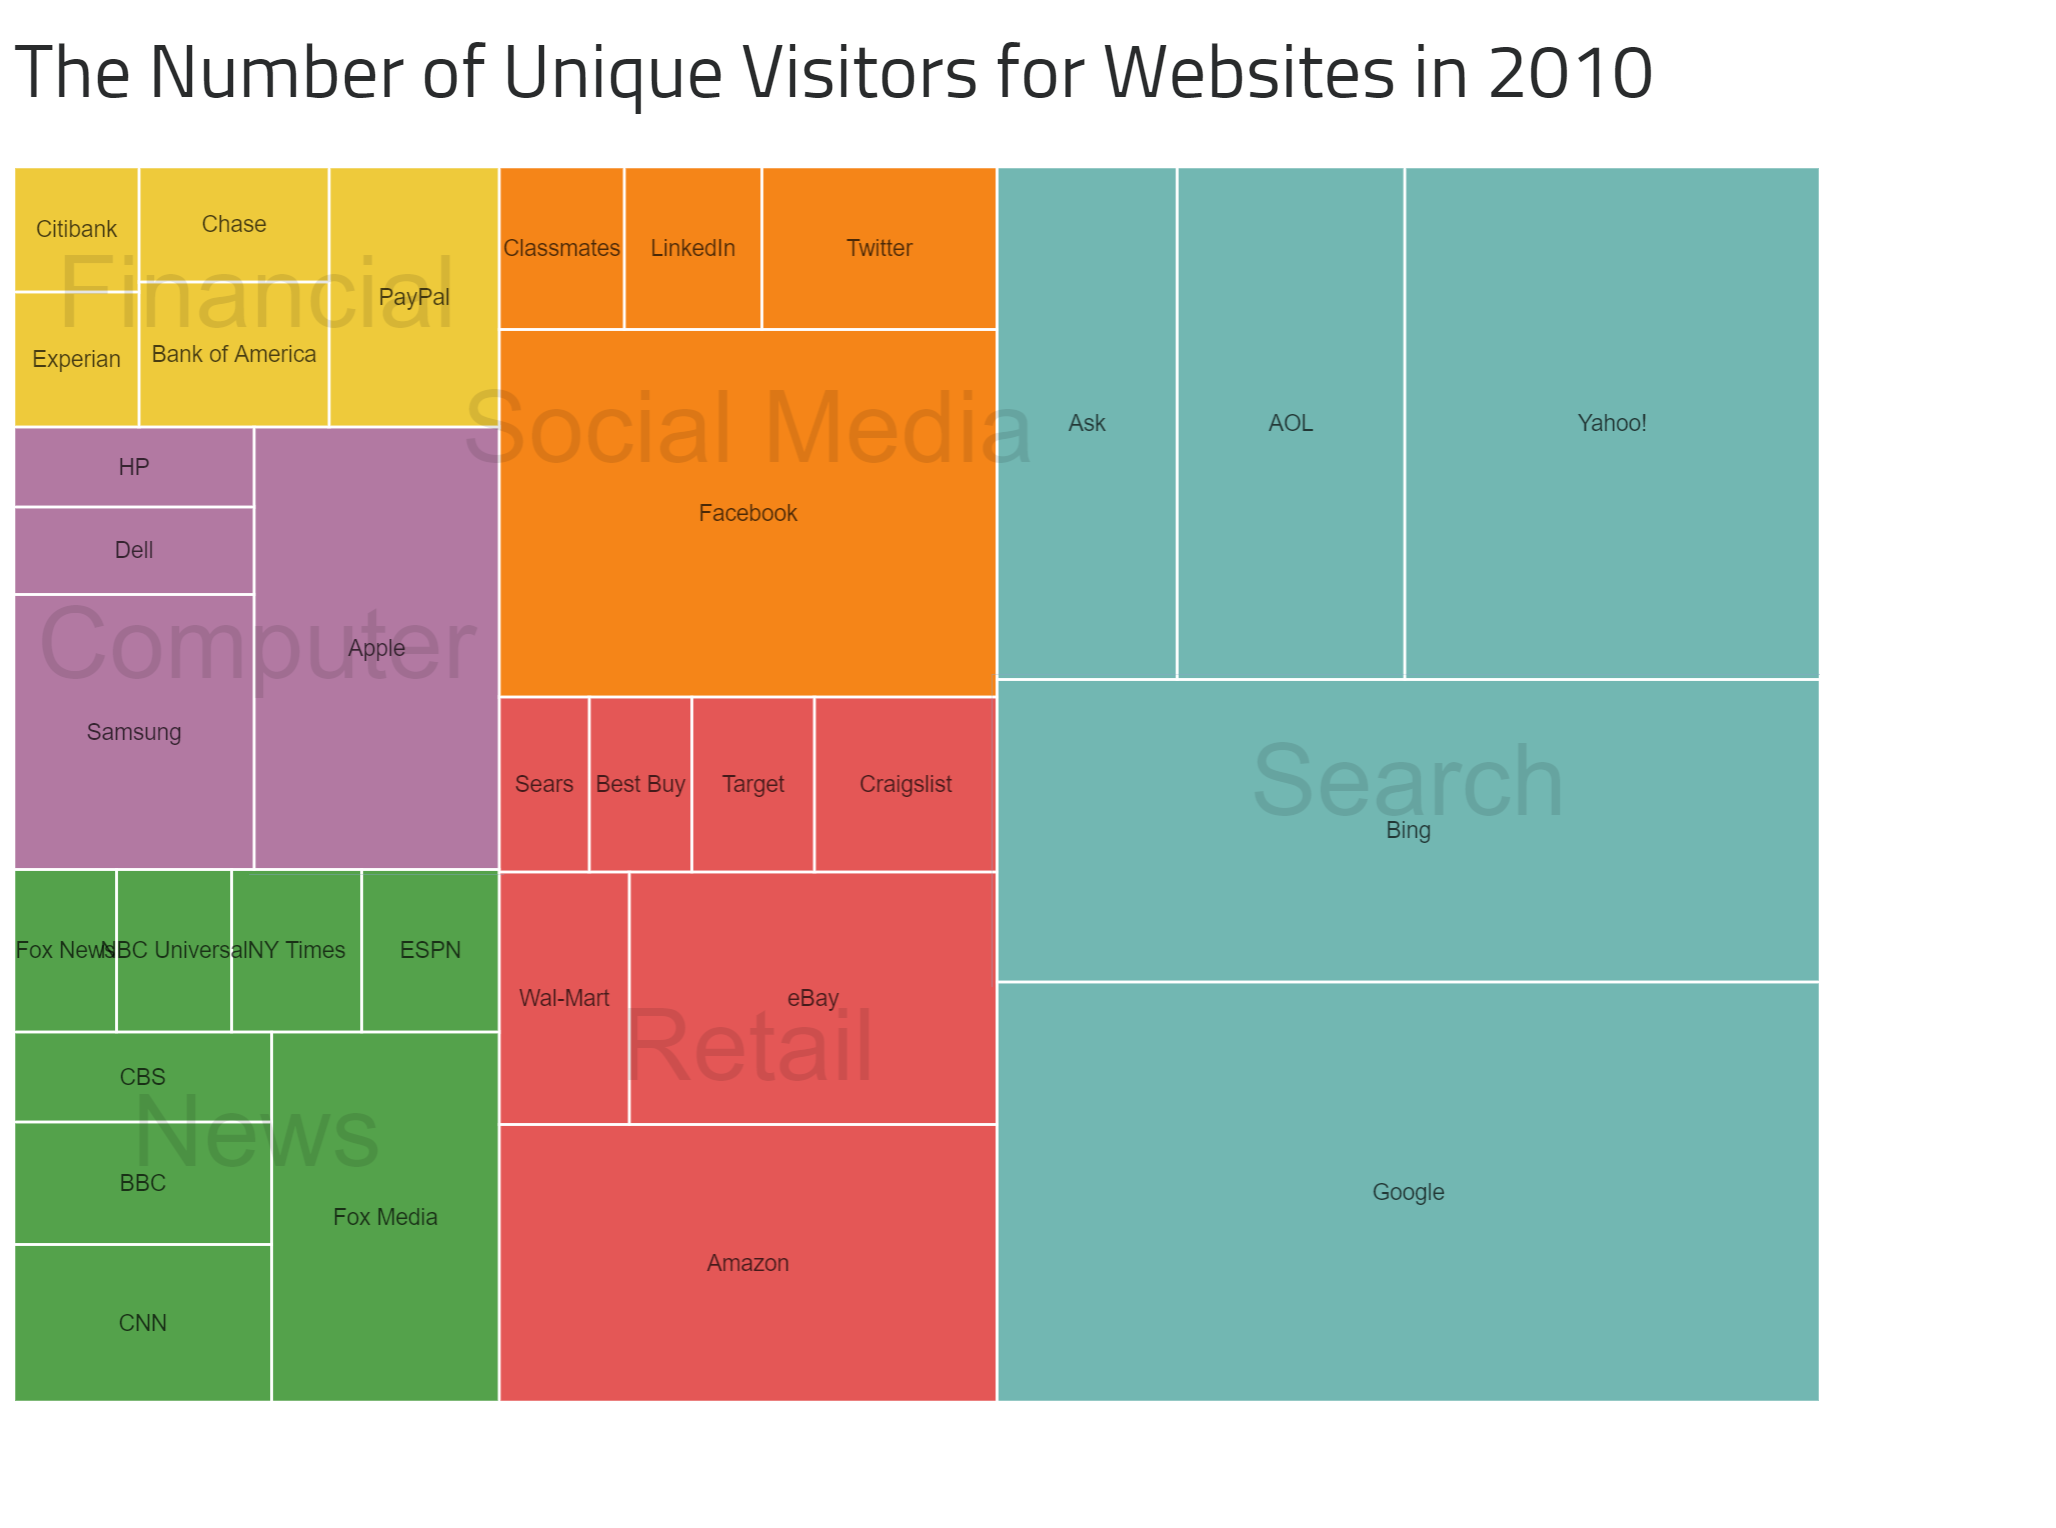 The Number of Unique Visitors for Websites in 2010
Financial
Citibank
Chase
PayPal
Experian
Bank of America
Social Media
Classmates
LinkedIn
Twitter
Facebook
Computer
HP
Dell
Samsung
Apple
News
Fox News
NBC Universal
NY Times
ESPN
CBS
BBC
CNN
Fox Media
Retail
Sears
Best Buy
Target
Craigslist
Wal-Mart
eBay
Amazon
Search
Ask
AOL
Yahoo!
Bing
Google